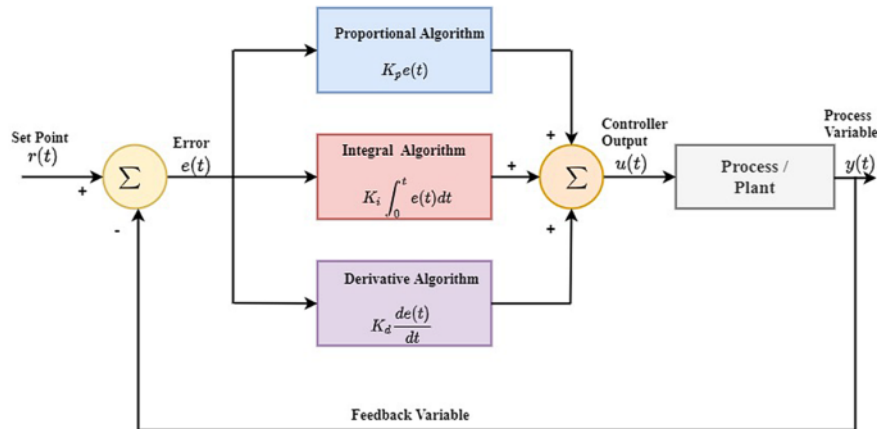 Proportional Algorithm
K_p e(t)
Set Point
r(t)
+
-
Σ
Error
e(t)
Integral Algorithm
K_i ∫_0^t e(t)dt
+
+
+
Σ
Controller
Output
u(t)
Process /
Plant
Process
Variable
y(t)
Derivative Algorithm
K_d de(t)/dt
Feedback Variable